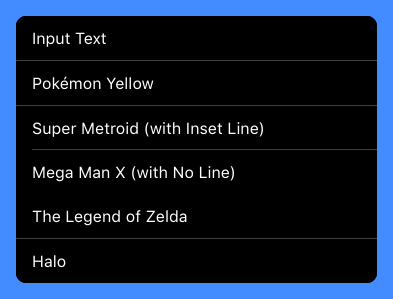 Input Text
Pokémon Yellow
Super Metroid (with Inset Line)
Mega Man X (with No Line)
The Legend of Zelda
Halo